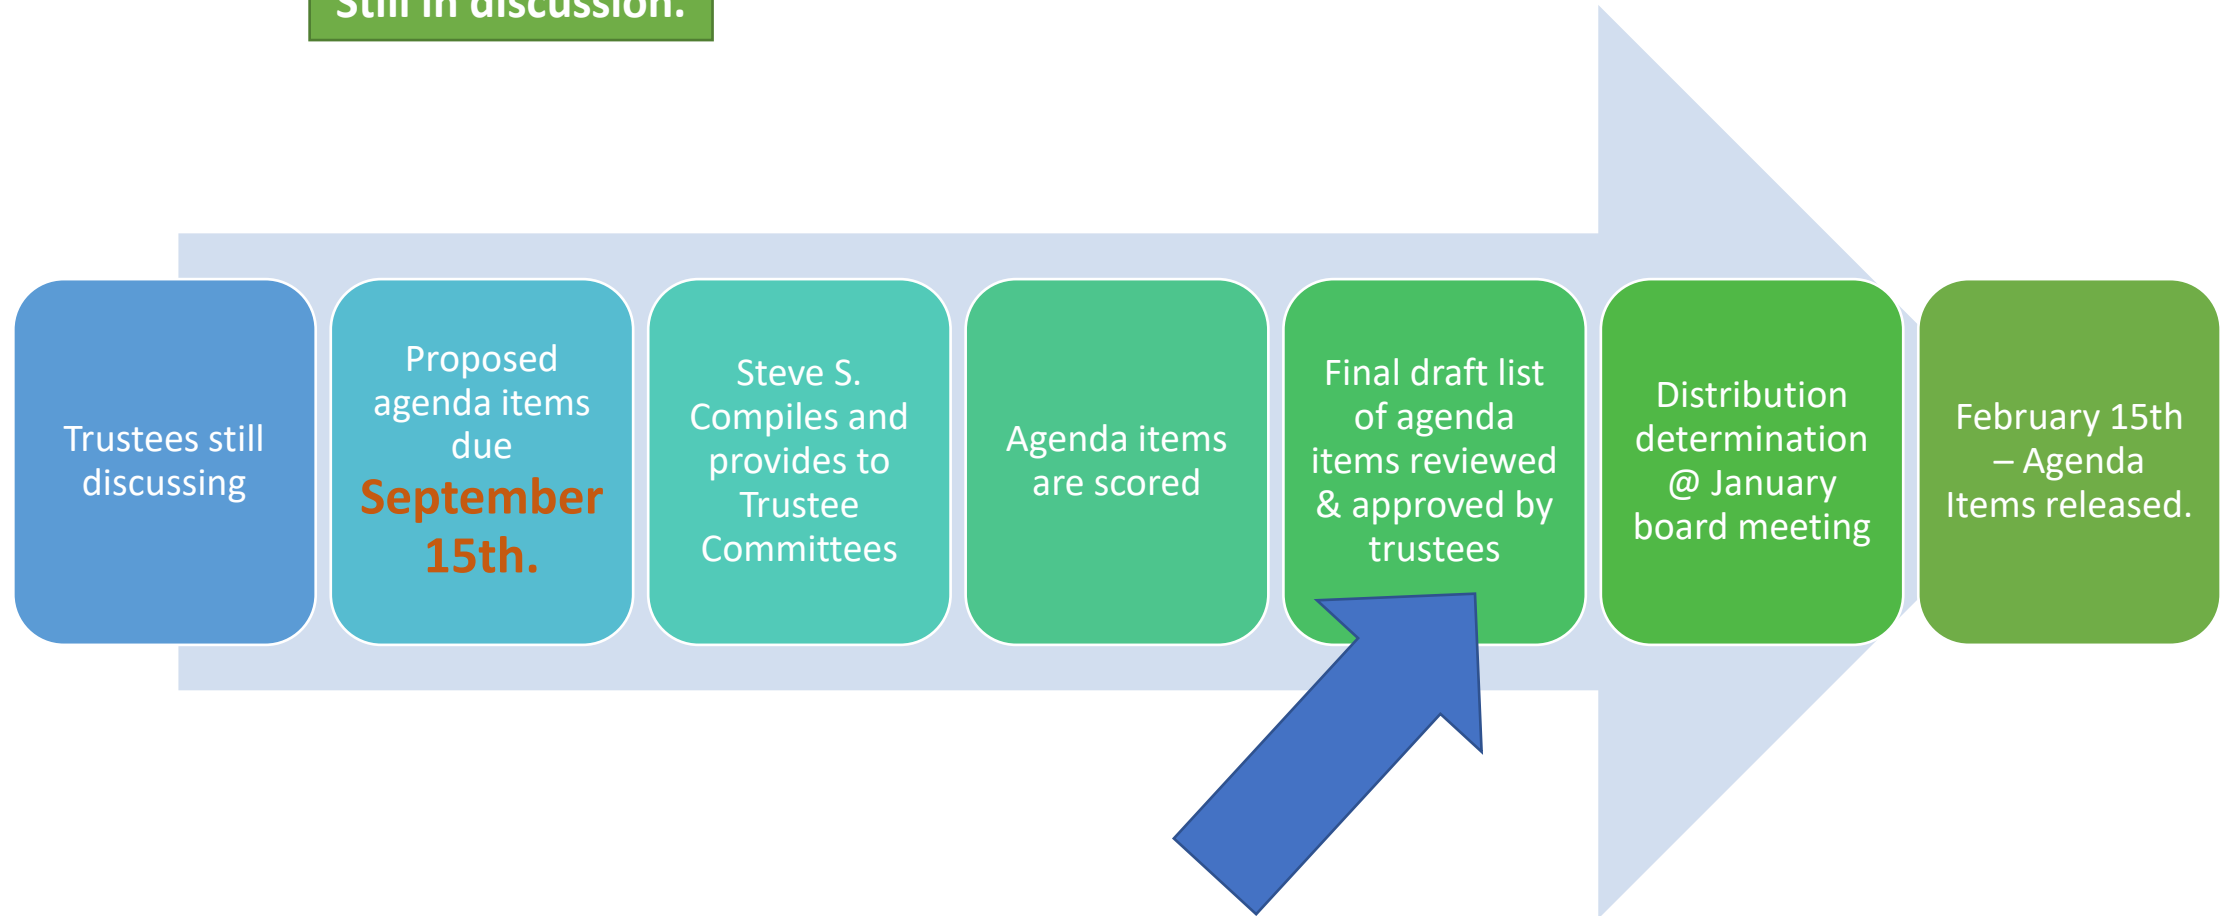 Still in discussion.
Trustees still
discussing
Proposed
agenda items
due
September
15th.
Steve S.
Compiles and
provides to
Trustee
Committees
Agenda items
are scored
Final draft list
of agenda
items reviewed
& approved by
trustees
Distribution
determination
@ January
board meeting
February 15th
– Agenda
Items released.